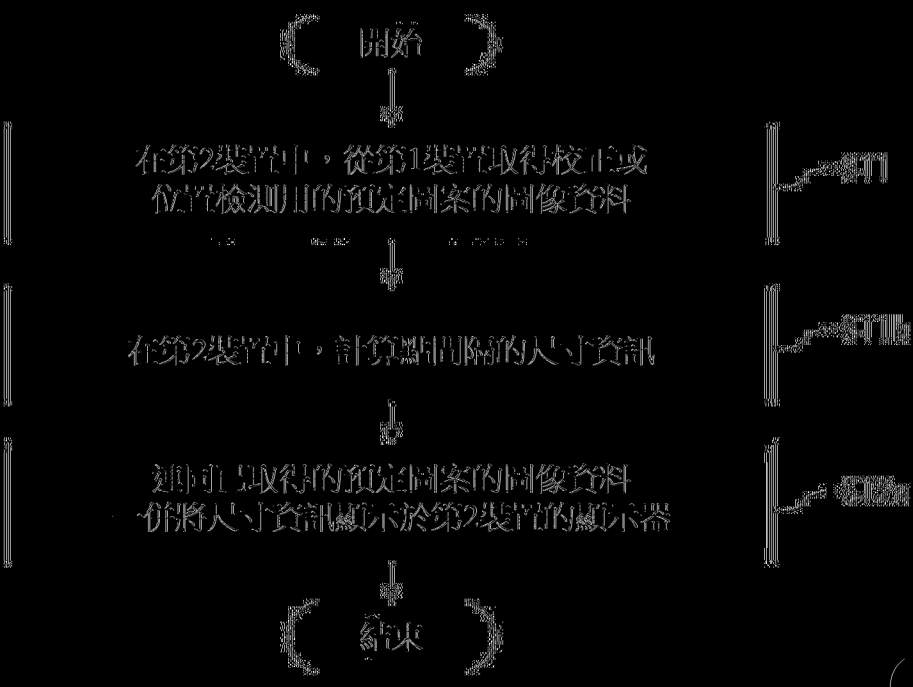 開始
在第2裝置中，從第1裝置取得校正或
位置檢測用的預定圖案的圖像資料
在第2裝置中，計算點間隔的尺寸資訊
連同已取得的預定圖案的圖像資料
一併將尺寸資訊顯示於第2裝置的顯示器
結束